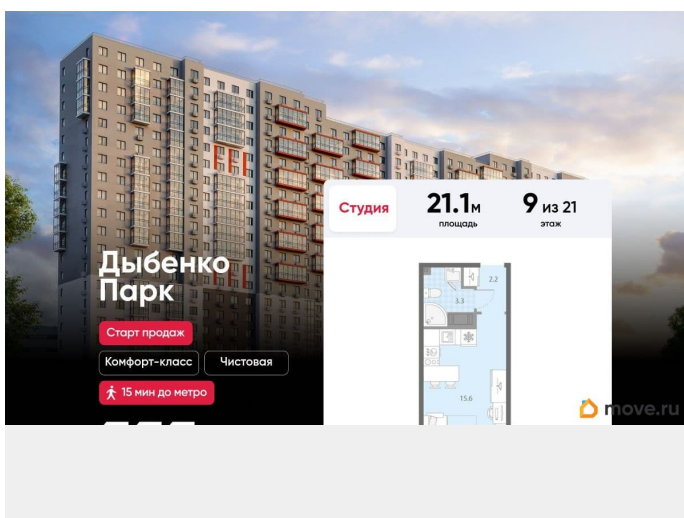 Студия
21.1м
площадь
9 из 21
этаж
Дыбенко
Парк
Старт продаж
Комфорт-класс
Чистовая
15 мин до метро
2.2
3.3
15.6
move.ru